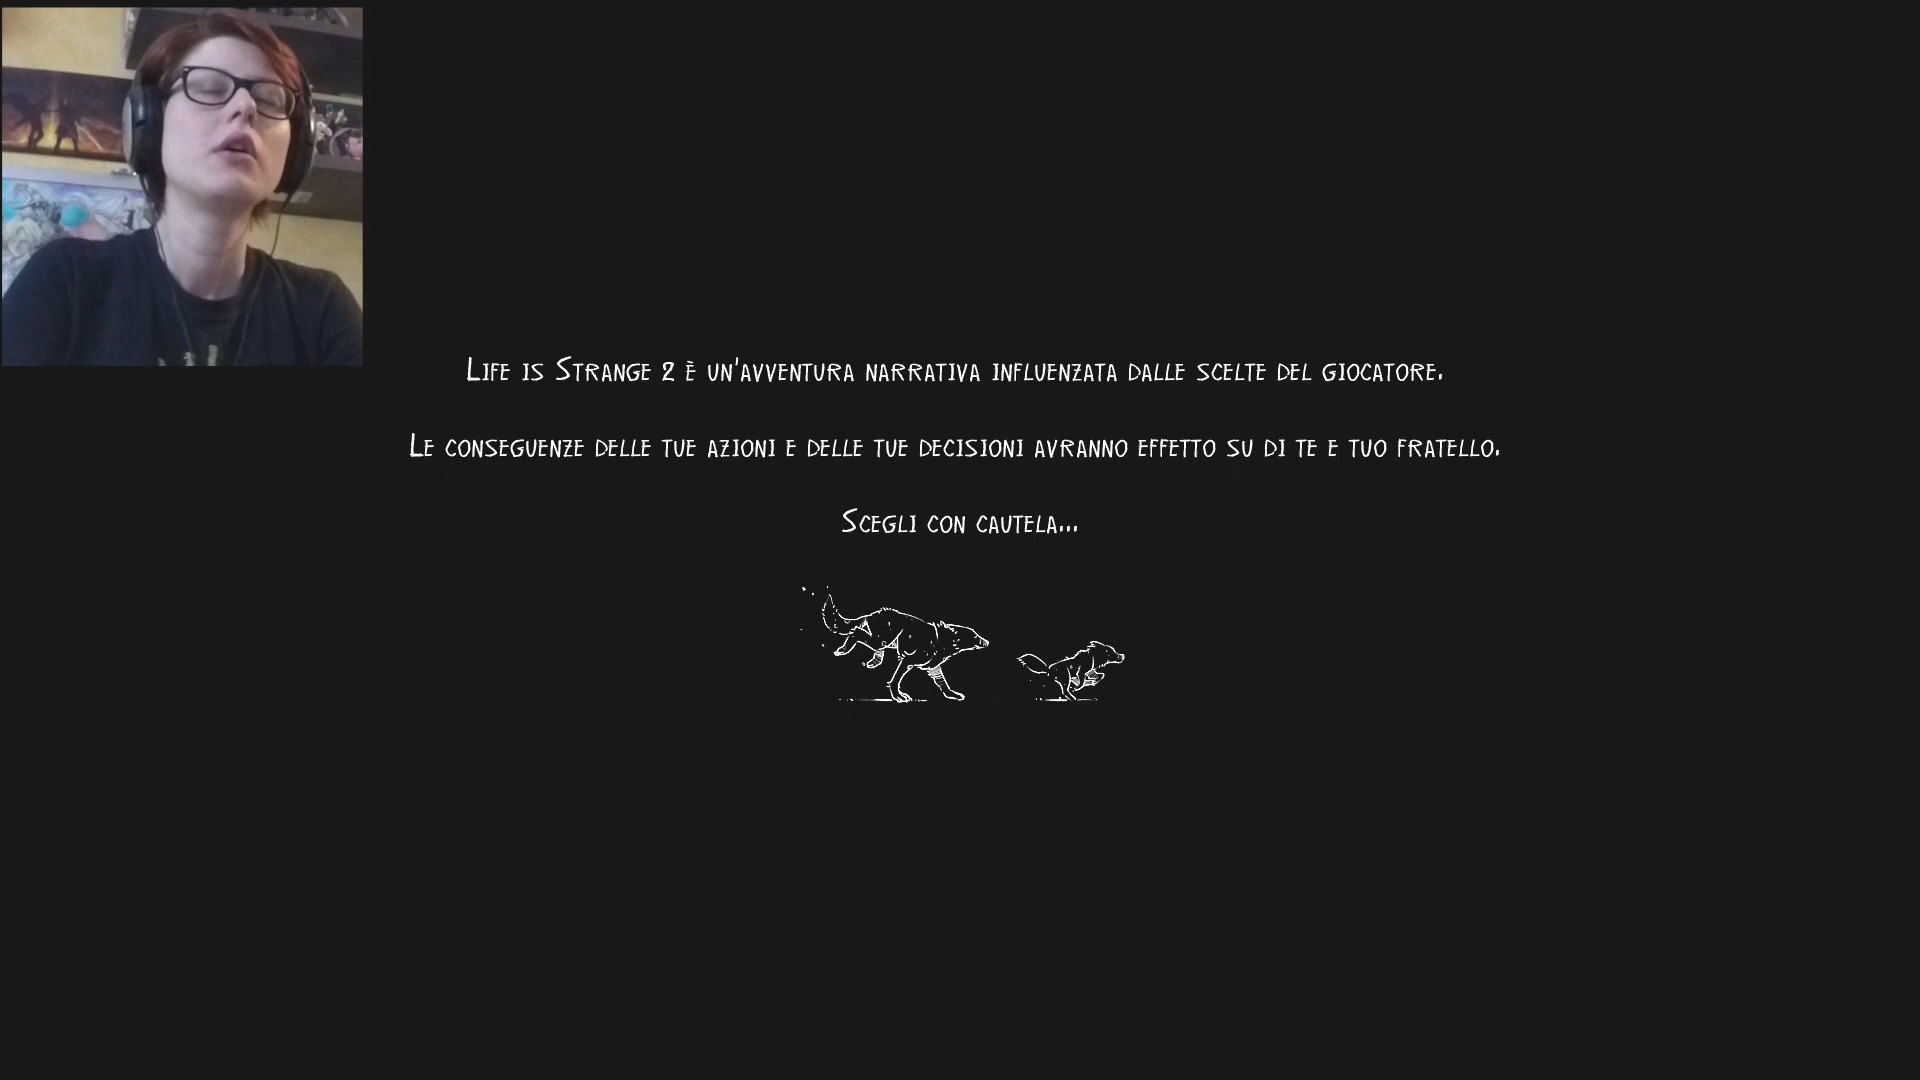 Life is Strange 2 è un'avventura narrativa influenzata dalle scelte del giocatore.
Le conseguenze delle tue azioni e delle tue decisioni avranno effetto su di te e tuo fratello.
Scegli con cautela...